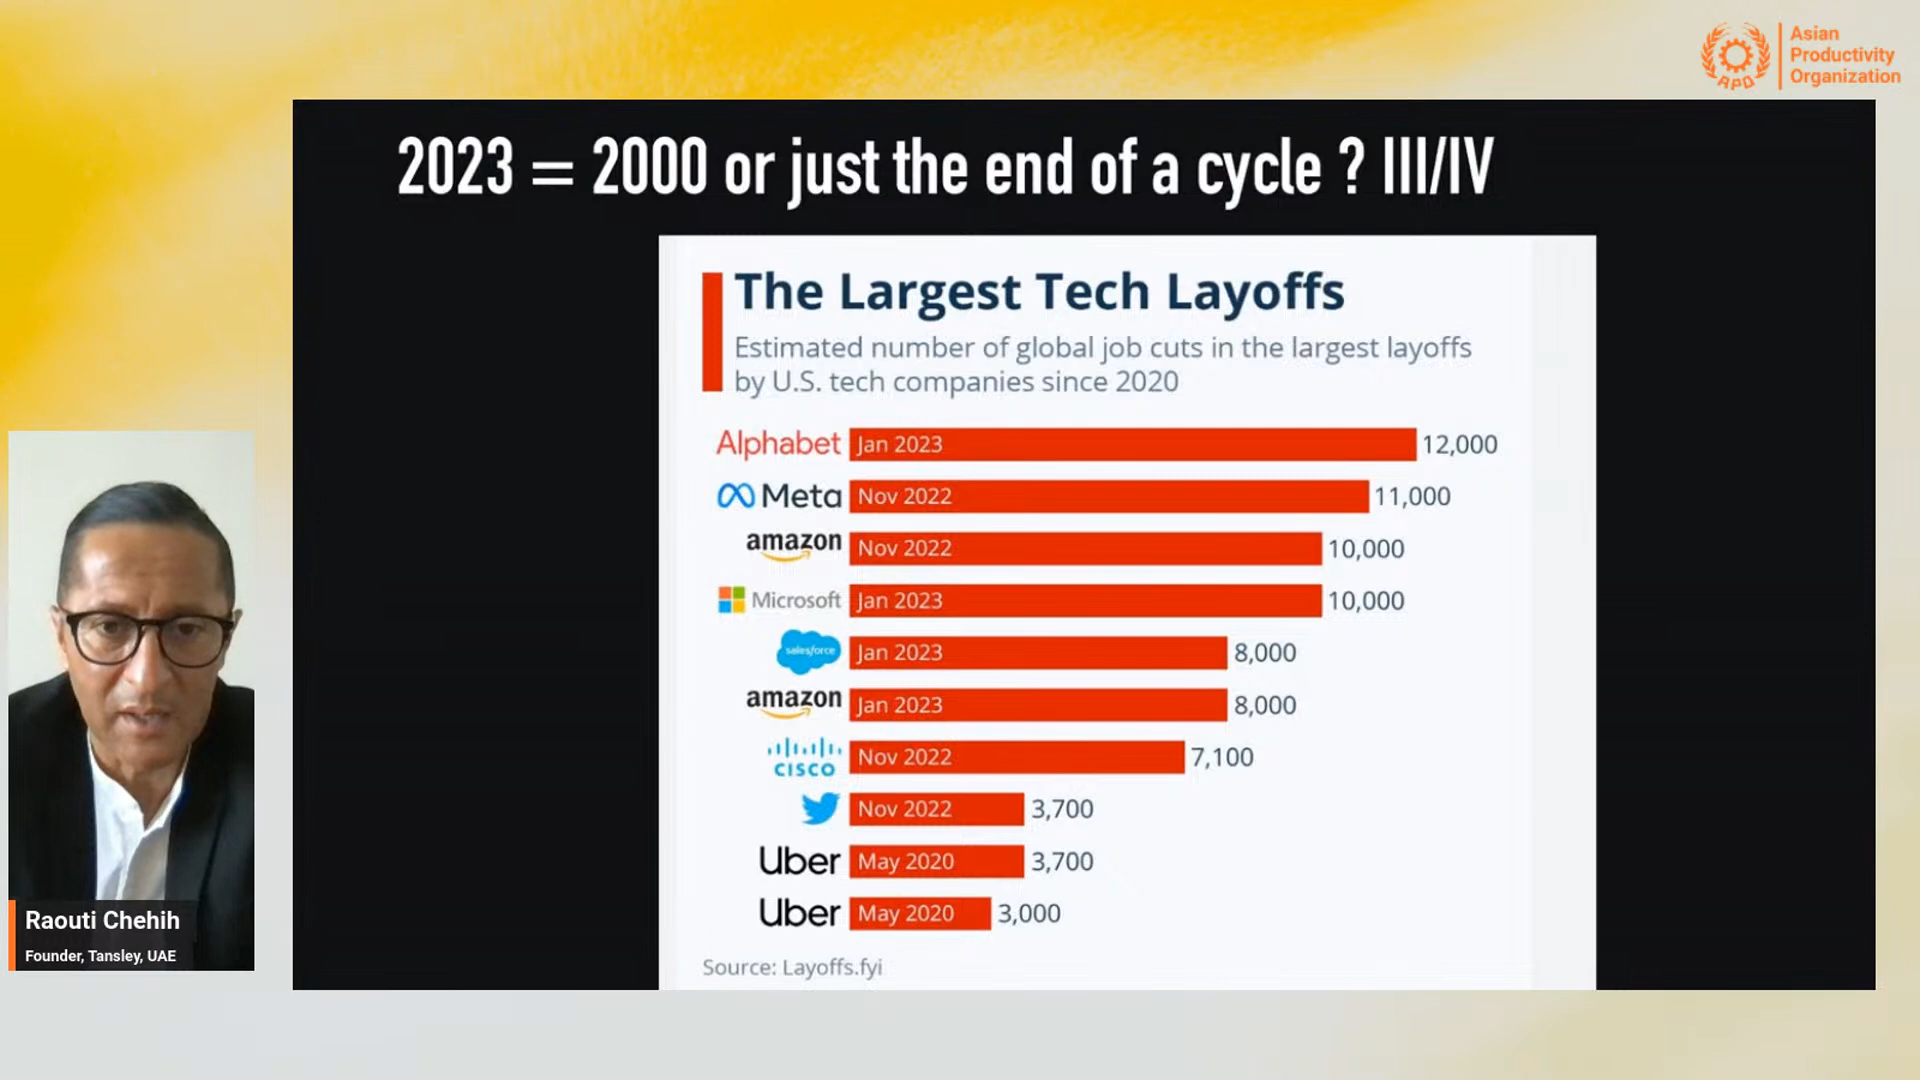 Asian
Productivity
Organization
APO
2023 = 2000 or just the end of a cycle ? III/IV
The Largest Tech Layoffs
Estimated number of global job cuts in the largest layoffs
by U.S. tech companies since 2020
Alphabet Jan 2023 12,000
Meta Nov 2022 11,000
amazon Nov 2022 10,000
Microsoft Jan 2023 10,000
salesforce Jan 2023 8,000
amazon Jan 2023 8,000
CISCO Nov 2022 7,100
Nov 2022 3,700
Uber May 2020 3,700
Uber May 2020 3,000
Source: Layoffs.fyi
Raouti Chehih
Founder, Tansley, UAE